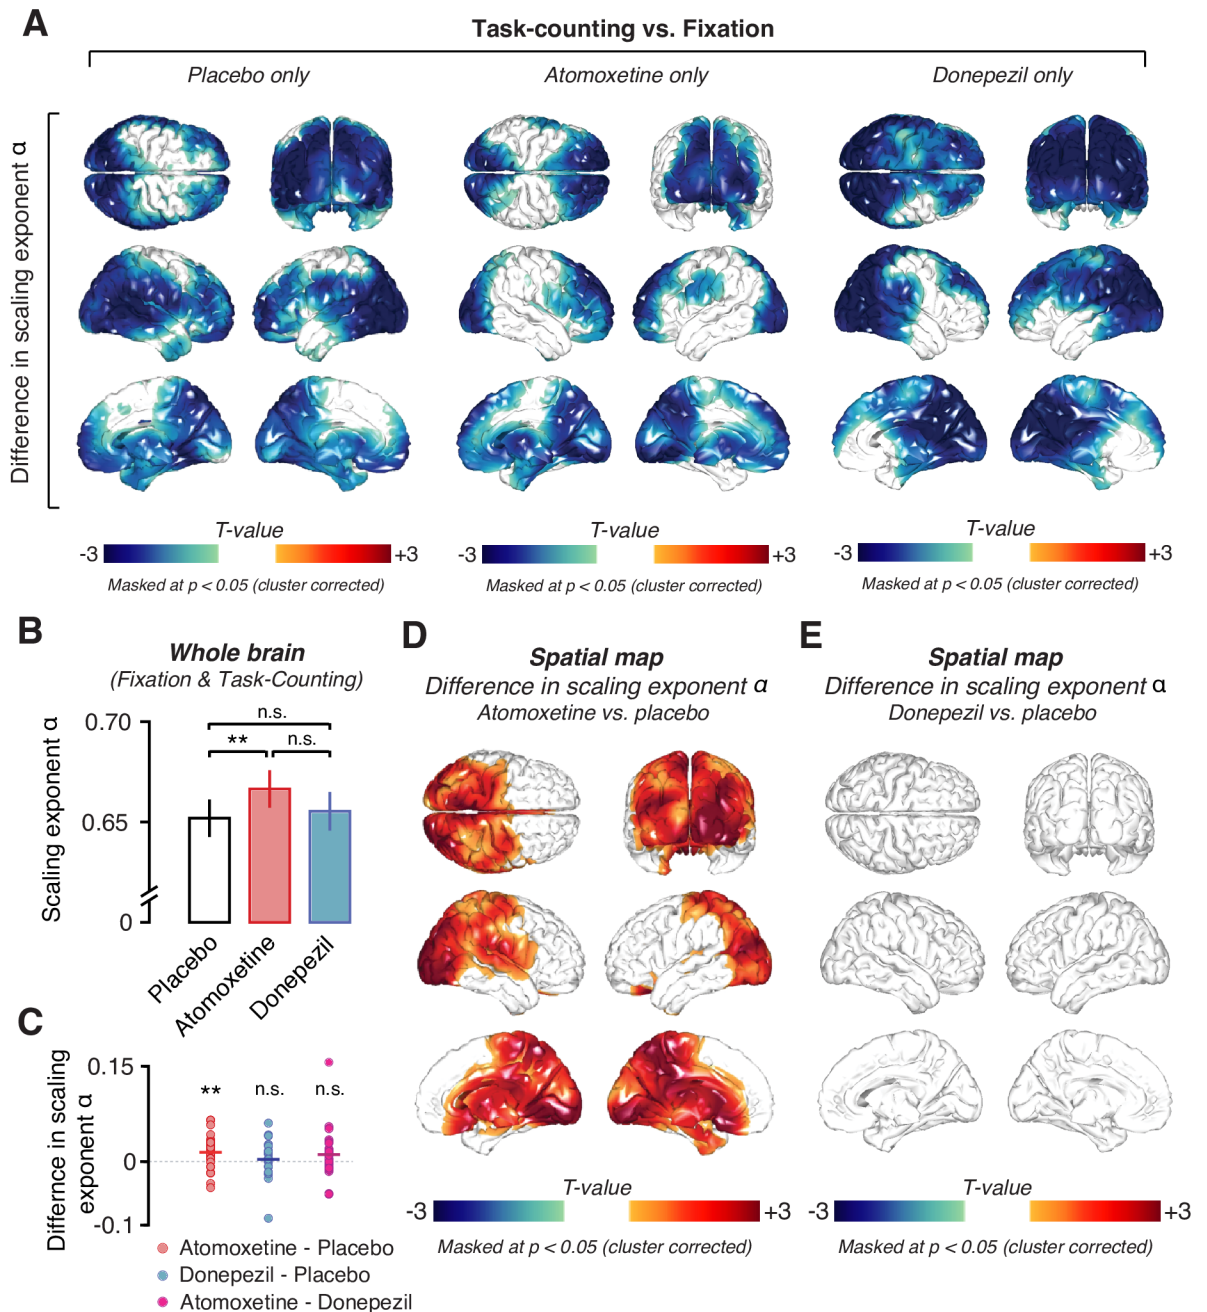 A
Task-counting vs. Fixation
Placebo only
Atomoxetine only
Donepezil only
Difference in scaling exponent α
T-value
T-value
T-value
-3
+3
-3
+3
-3
+3
Masked at p < 0.05 (cluster corrected)
Masked at p < 0.05 (cluster corrected)
Masked at p < 0.05 (cluster corrected)
B
Whole brain
(Fixation & Task-Counting)
Scaling exponent α
0.70
0.65
0
n.s.
**
n.s.
Placebo
Atomoxetine
Donepezil
C
Differnce in scaling
exponent α
0.15
0
-0.1
**
n.s.
n.s.
Atomoxetine - Placebo
Donepezil - Placebo
Atomoxetine - Donepezil
D
Spatial map
Difference in scaling exponent α
Atomoxetine vs. placebo
T-value
-3
+3
Masked at p < 0.05 (cluster corrected)
E
Spatial map
Difference in scaling exponent α
Donepezil vs. placebo
T-value
-3
+3
Masked at p < 0.05 (cluster corrected)